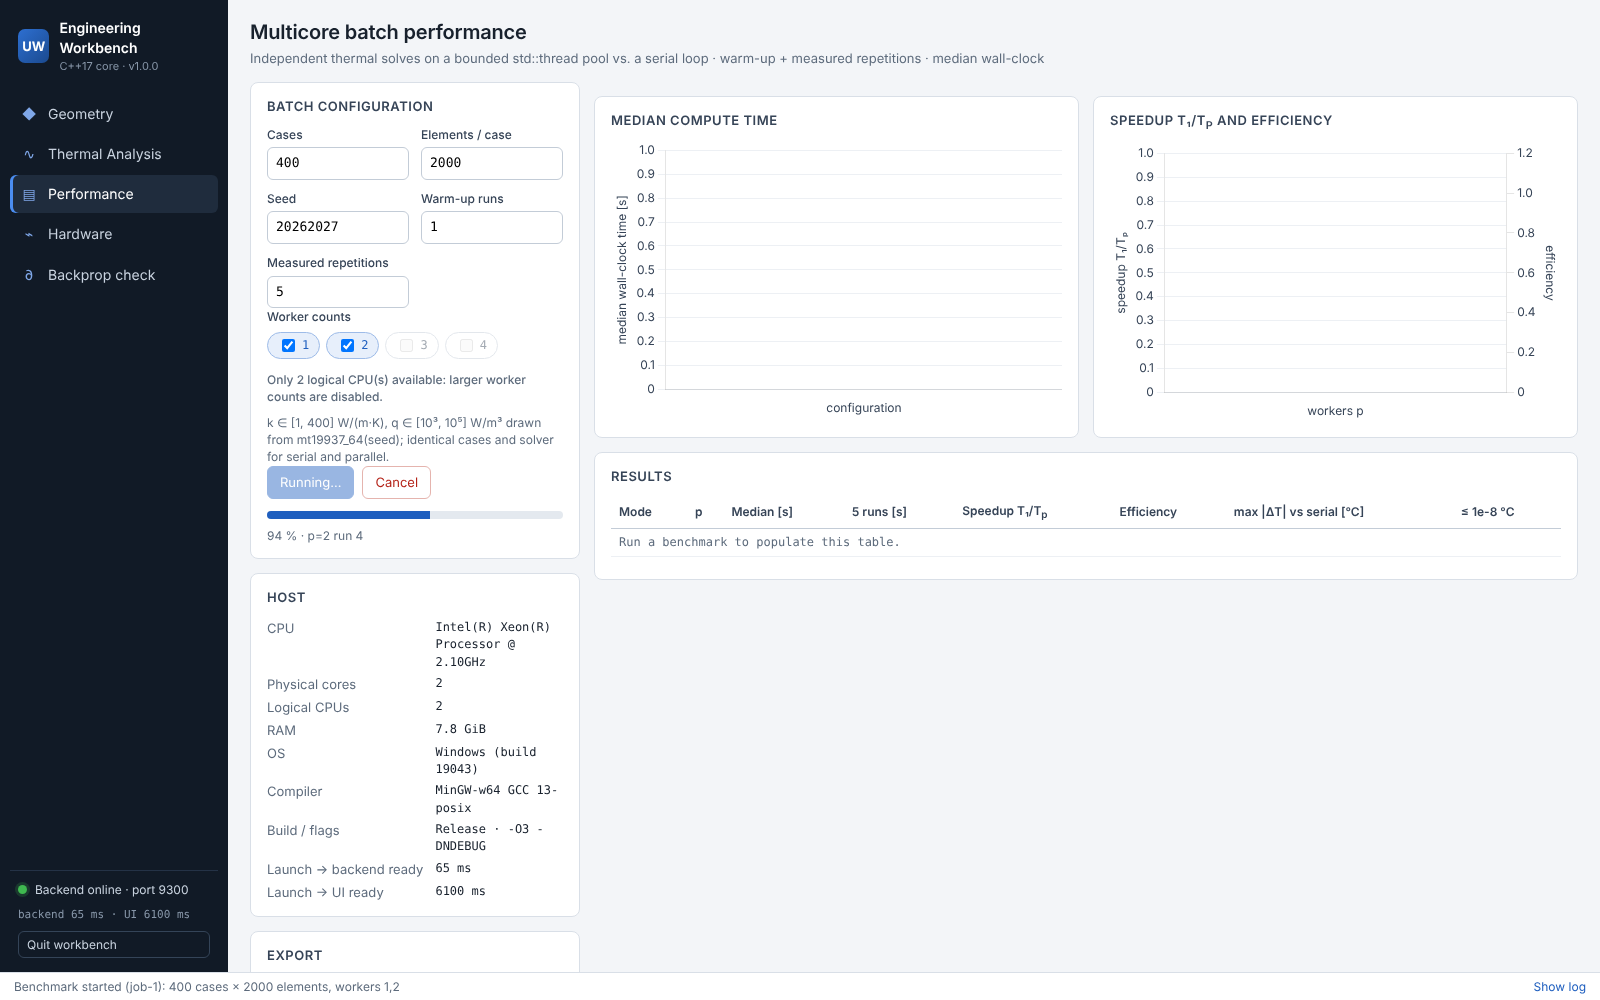 UW
Engineering
Workbench
C++17 core · v1.0.0
Geometry
Thermal Analysis
Performance
Hardware
∂ Backprop check
Backend online · port 9300
backend 65 ms · UI 6100 ms
Quit workbench
Multicore batch performance
Independent thermal solves on a bounded std::thread pool vs. a serial loop · warm-up + measured repetitions · median wall-clock
BATCH CONFIGURATION
Cases
Elements / case
400
2000
Seed
Warm-up runs
20262027
1
Measured repetitions
5
Worker counts
1 2 3 4
Only 2 logical CPU(s) available: larger worker
counts are disabled.
k ∈ [1, 400] W/(m·K), q ∈ [10³, 10⁵] W/m³ drawn
from mt19937_64(seed); identical cases and solver
for serial and parallel.
Running...
Cancel
94 % · p=2 run 4
HOST
CPU
Intel(R) Xeon(R)
Processor @
2.10GHz
Physical cores 2
Logical CPUs 2
RAM 7.8 GiB
OS
Windows (build
19043)
Compiler
MinGW-w64 GCC 13-
posix
Build / flags
Release · -O3 -
DNDEBUG
Launch → backend ready 65 ms
Launch → UI ready 6100 ms
EXPORT
MEDIAN COMPUTE TIME
median wall-clock time [s]
1.0
0.9
0.8
0.7
0.6
0.5
0.4
0.3
0.2
0.1
0
configuration
SPEEDUP T₁/Tₚ AND EFFICIENCY
speedup T₁/Tₚ
1.0
0.9
0.8
0.7
0.6
0.5
0.4
0.3
0.2
0.1
0
1.2
1.0
0.8
0.6
0.4
0.2
0
efficiency
workers p
RESULTS
Mode p Median [s] 5 runs [s] Speedup T₁/Tₚ Efficiency max |ΔT| vs serial [°C] ≤ 1e-8 °C
Run a benchmark to populate this table.
Benchmark started (job-1): 400 cases × 2000 elements, workers 1,2
Show log